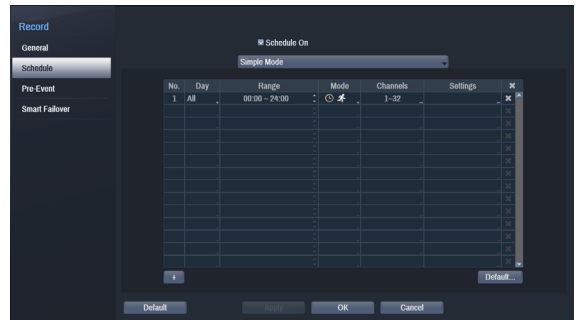 Record
General
Schedule
Pre-Event
Smart Failover
Schedule On
Simple Mode
No. Day Range Mode Channels Settings
1 All 00:00 ~ 24:00 1~32
+
Default...
Default Apply OK Cancel